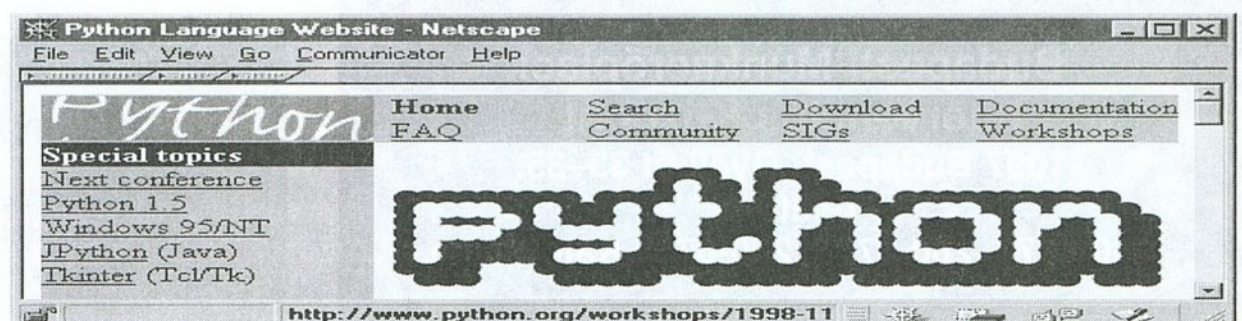 Python Language Website - Netscape
File Edit View Go Communicator Help
Python
Home Search Download Documentation
FAQ Community SIGs Workshops
Special topics
Next conference
Python 1.5
Windows 95/NT
JPython (Java)
Tkinter (Tcl/Tk)
python
http://www.python.org/workshops/1998-11